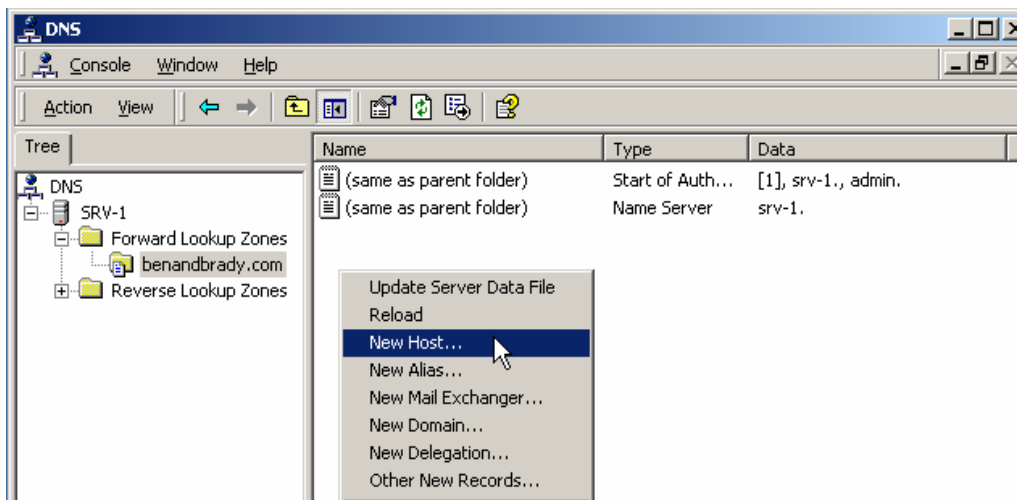 DNS
Console Window Help
Action View
Tree
Name Type Data
DNS
SRV-1
Forward Lookup Zones
benandbrady.com
Reverse Lookup Zones
(same as parent folder) Start of Auth... [1], srv-1., admin.
(same as parent folder) Name Server srv-1.
Update Server Data File
Reload
New Host...
New Alias...
New Mail Exchanger...
New Domain...
New Delegation...
Other New Records...